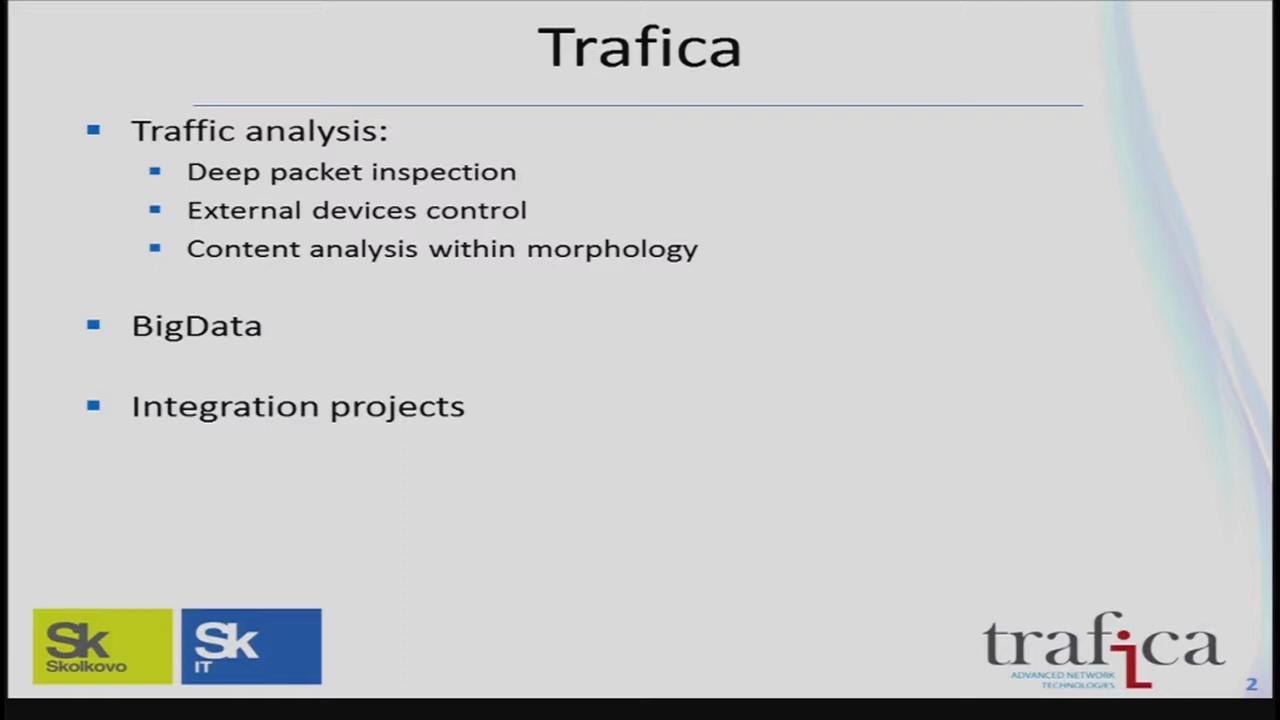 Trafica
Traffic analysis:
Deep packet inspection
External devices control
Content analysis within morphology
BigData
Integration projects
Sk
Skolkovo
Sk
IT
trafica
ADVANCED NETWORK
TECHNOLOGIES
2